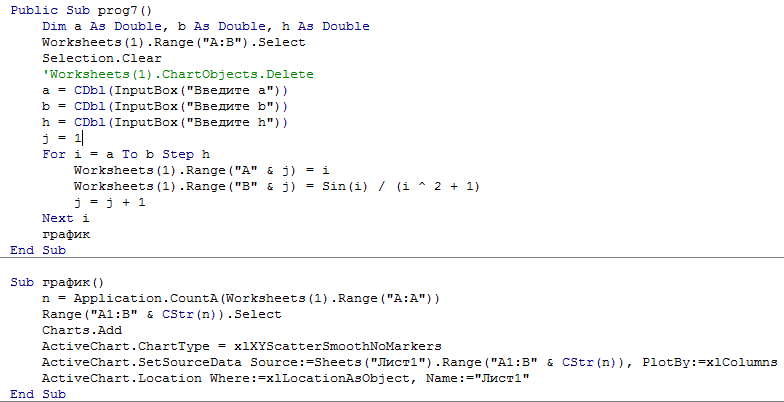 Public Sub prog7()
    Dim a As Double, b As Double, h As Double
    Worksheets(1).Range("A:B").Select
    Selection.Clear
    'Worksheets(1).ChartObjects.Delete
    a = CDbl(InputBox("Введите a"))
    b = CDbl(InputBox("Введите b"))
    h = CDbl(InputBox("Введите h"))
    j = 1
    For i = a To b Step h
        Worksheets(1).Range("A" & j) = i
        Worksheets(1).Range("B" & j) = Sin(i) / (i ^ 2 + 1)
        j = j + 1
    Next i
    график
End Sub
Sub график()
    n = Application.CountA(Worksheets(1).Range("A:A"))
    Range("A1:B" & CStr(n)).Select
    Charts.Add
    ActiveChart.ChartType = xlXYScatterSmoothNoMarkers
    ActiveChart.SetSourceData Source:=Sheets("Лист1").Range("A1:B" & CStr(n)), PlotBy:=xlColumns
    ActiveChart.Location Where:=xlLocationAsObject, Name:="Лист1"
End Sub